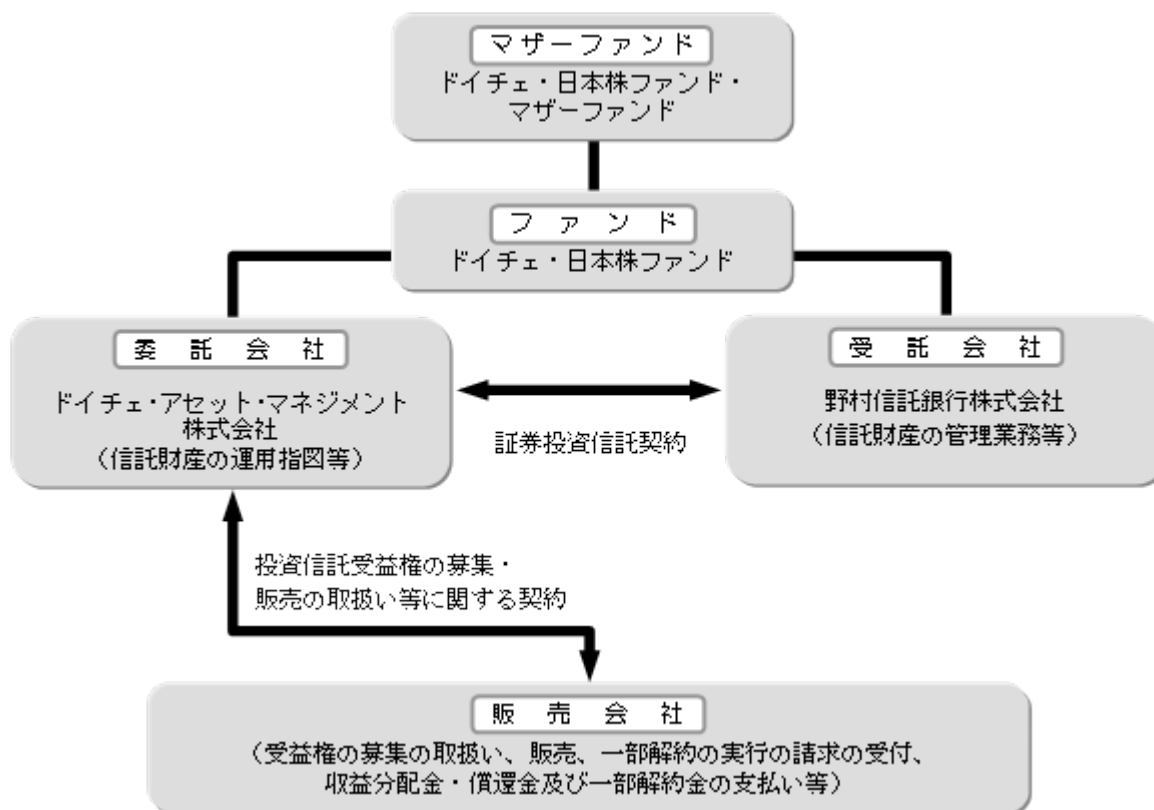 マザーファンド
ドイチェ・日本株ファンド・
マザーファンド
ファンド
ドイチェ・日本株ファンド
委託会社
ドイチェ・アセット・マネジメント
株式会社
（信託財産の運用指図等）
証券投資信託契約
受託会社
野村信託銀行株式会社
（信託財産の管理業務等）
投資信託受益権の募集・
販売の取扱い等に関する契約
販売会社
（受益権の募集の取扱い、販売、一部解約の実行の請求の受付、
収益分配金・償還金及び一部解約金の支払い等）